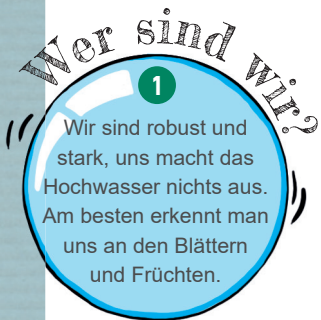 Wer sind wir?
1
Wir sind robust und
stark, uns macht das
Hochwasser nichts aus.
Am besten erkennt man
uns an den Blättern
und Früchten.